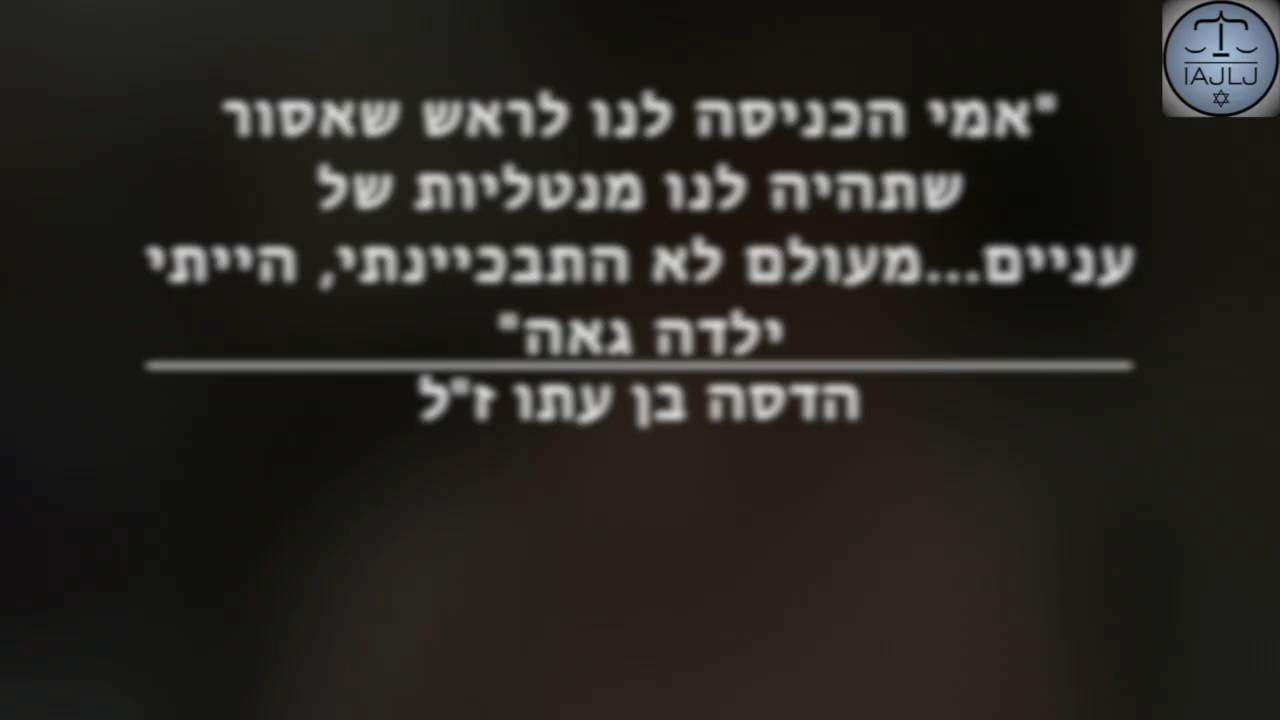 "אמי הכניסה לנו לראש שאסור
שתהיה לנו מנטליות של
עניים...מעולם לא התבכיינתי, הייתי
ילדה גאה"
הדסה בן עתו ז"ל
IAJLJ